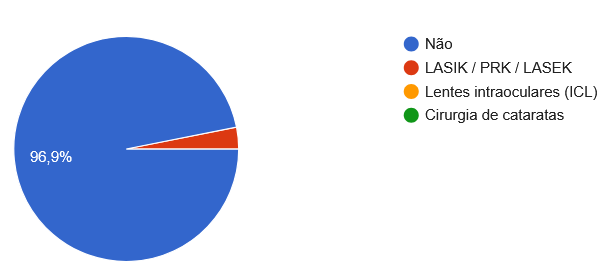 Não
LASIK / PRK / LASEK
Lentes intraoculares (ICL)
Cirurgia de cataratas
96,9%